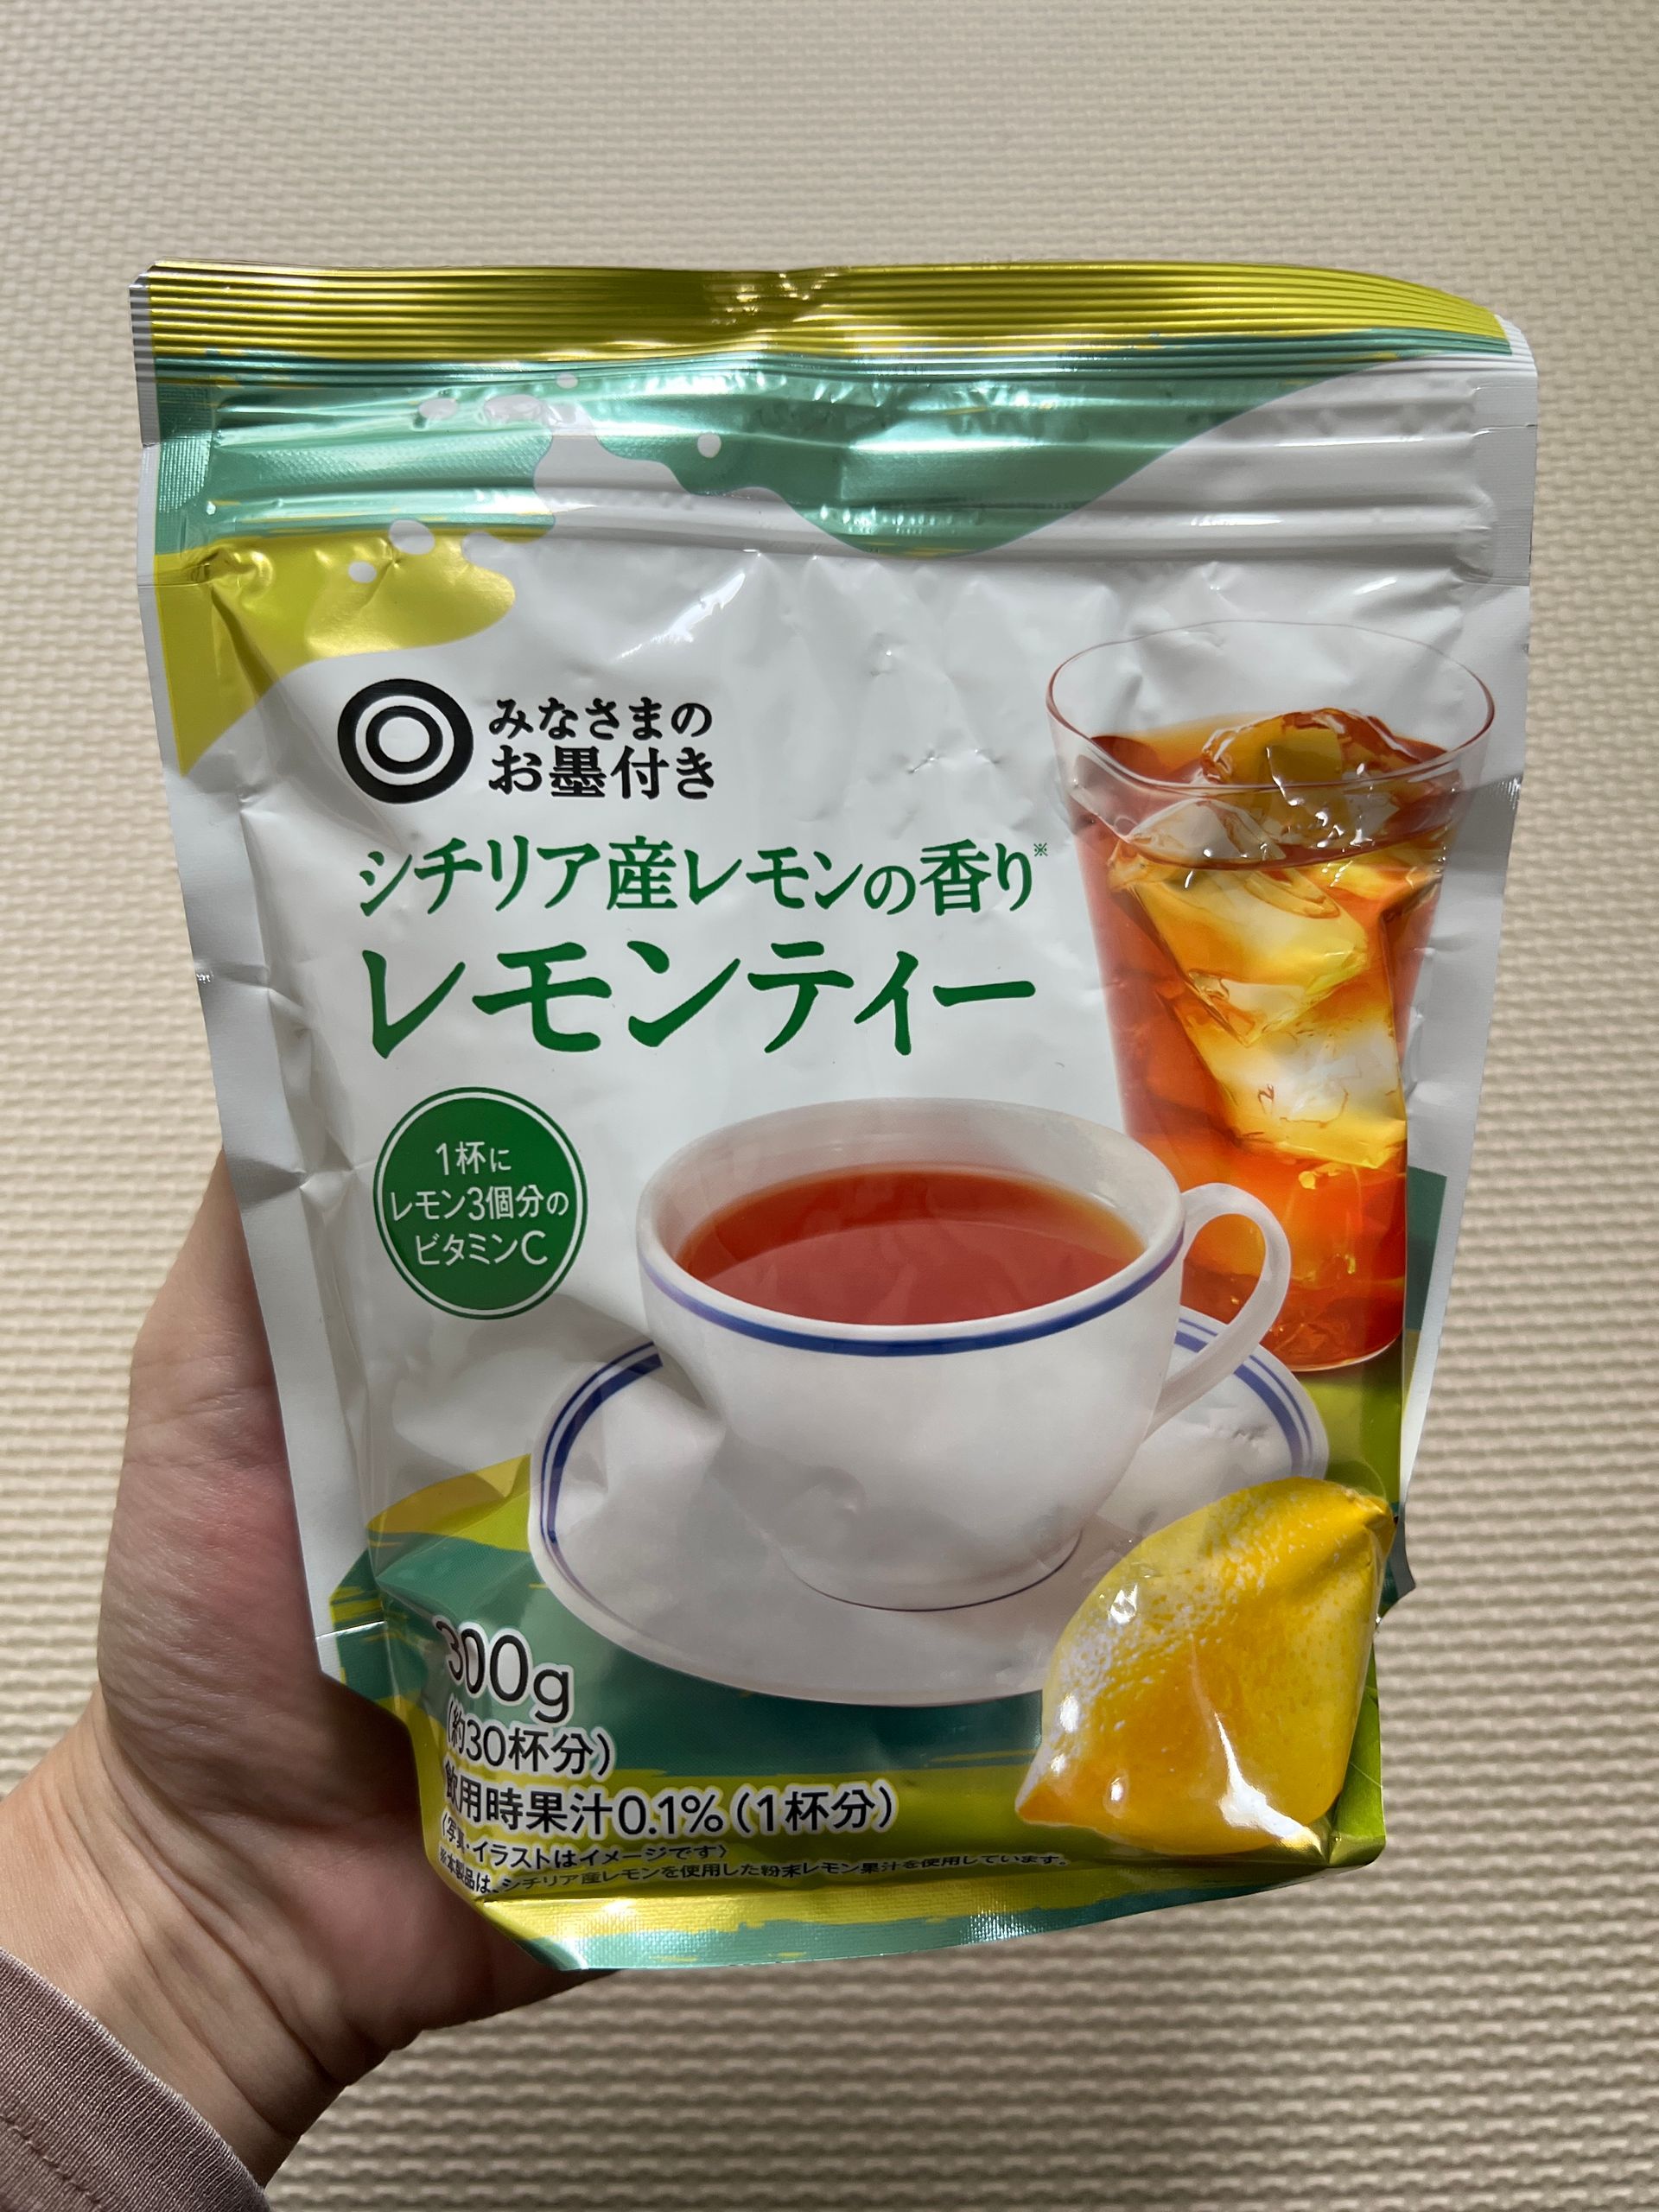 みなさまの
お墨付き
シチリア産レモンの香り※
レモンティー
1杯に
レモン3個分の
ビタミンC
300g
(約30杯分)
飲用時果汁0.1%(1杯分)
(写真・イラストはイメージです)
※本製品は、シチリア産レモンを使用した粉末レモン果汁を使用しています。